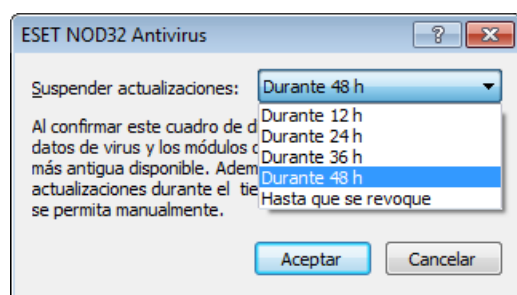 ESET NOD32 Antivirus
Suspender actualizaciones: Durante 48 h
Durante 12 h
Durante 24 h
Durante 36 h
Durante 48 h
Hasta que se revoque
Al confirmar este cuadro de d
datos de virus y los módulos
más antigua disponible. Adem
actualizaciones durante el tie
se permita manualmente.
Aceptar Cancelar